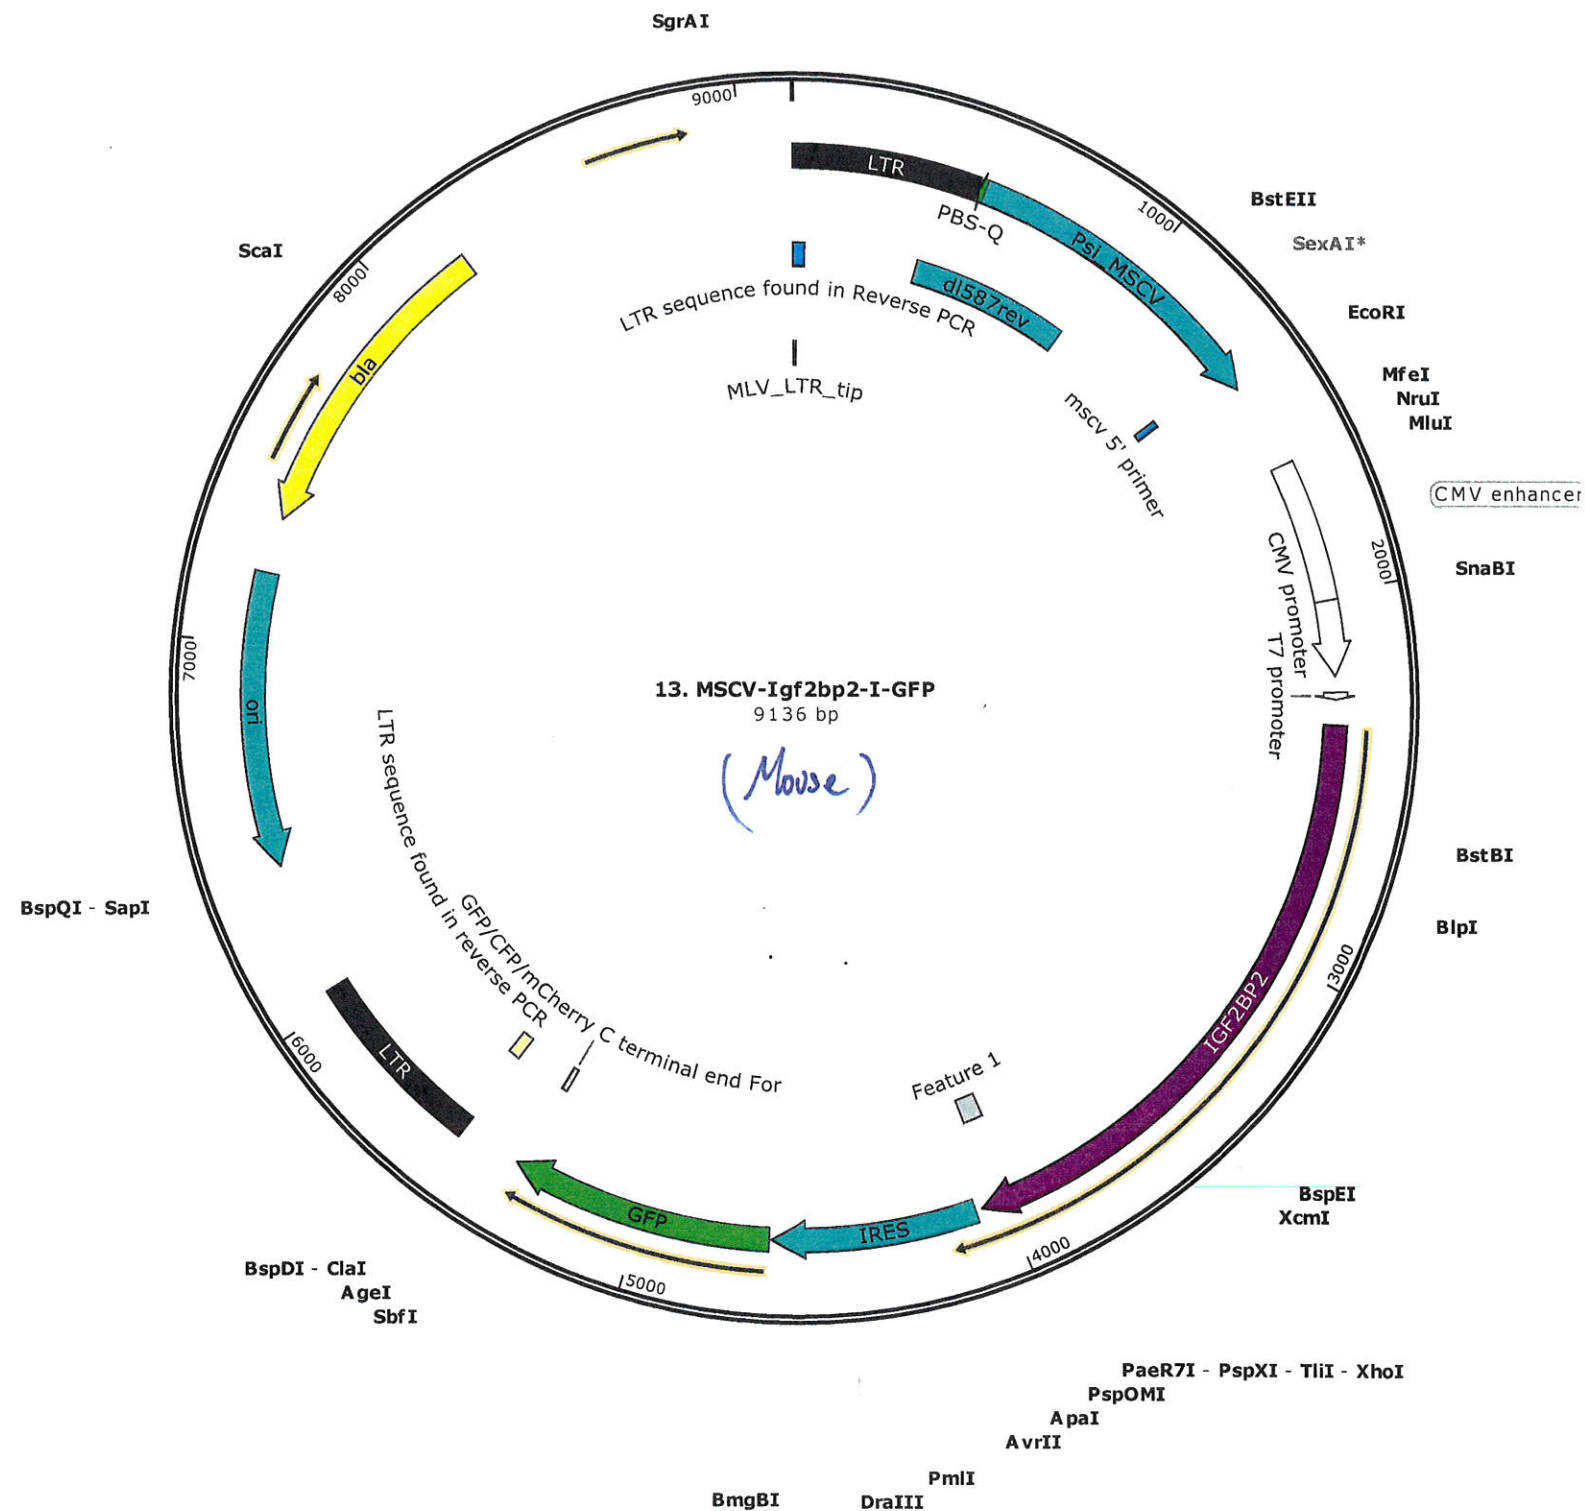 SgrAI
9000
LTR
PBS-Q
Psi_MSCV
1000
BstEII
SexAI*
ScaI
8000
EcoRI
dl587rev
LTR sequence found in Reverse PCR
MfeI
NruI
MluI
bla
MLV_LTR_tip
mscv 5' primer
CMV enhancer
CMV promoter
2000
SnaBI
T7 promoter
7000
ori
13. MSCV-Igf2bp2-I-GFP
9136 bp
(Mouse)
BstBI
BspQI - SapI
BlpI
LTR sequence found in reverse PCR
GFP/CFP/mCherry C terminal end For
3000
IGF2BP2
6000
LTR
Feature 1
BspEI
XcmI
GFP
IRES
4000
5000
BspDI - ClaI
AgeI
SbfI
PaeR7I - PspXI - TliI - XhoI
PspOMI
ApaI
AvrII
PmlI
BmgBI
DraIII